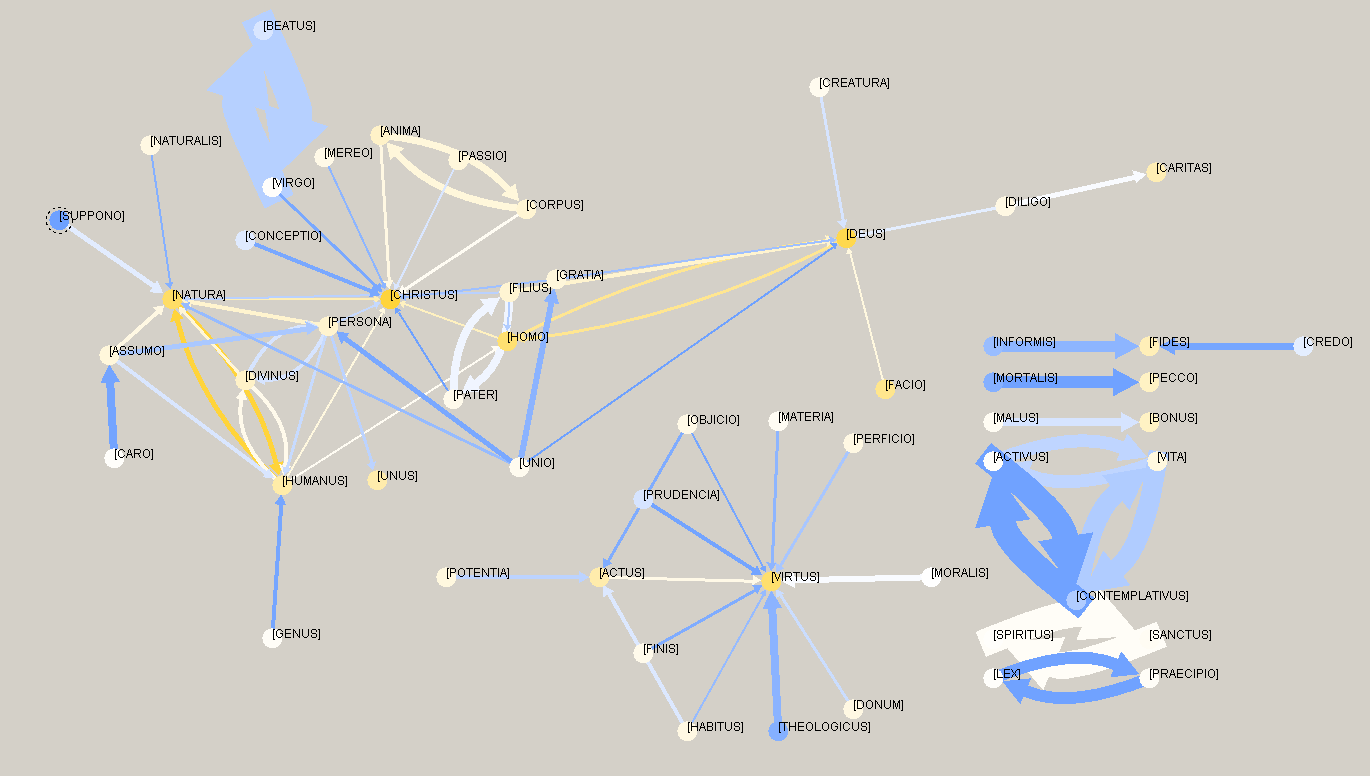 [BEATUS]
[CREATURA]
[ANIMA]
[NATURALIS]
[MEREO]
[PASSIO]
[CARITAS]
[VIRGO]
[CORPUS]
[DILIGO]
[SUPPONO]
[CONCEPTIO]
[DEUS]
[GRATIA]
[FILIUS]
[NATURA]
[CHRISTUS]
[PERSONA]
[HOMO]
[INFORMIS]
[FIDES]
[CREDO]
[ASSUMO]
[DIVINUS]
[MORTALIS]
[PECCO]
[FACIO]
[PATER]
[OBJICIO]
[MATERIA]
[MALUS]
[BONUS]
[PERFICIO]
[CARO]
[ACTIVUS]
[VITA]
[UNIO]
[HUMANUS]
[UNUS]
[PRUDENCIA]
[POTENTIA]
[ACTUS]
[VIRTUS]
[MORALIS]
[CONTEMPLATIVUS]
[GENUS]
[SPIRITUS]
[SANCTUS]
[FINIS]
[LEX]
[PRAECIPIO]
[DONUM]
[HABITUS]
[THEOLOGICUS]